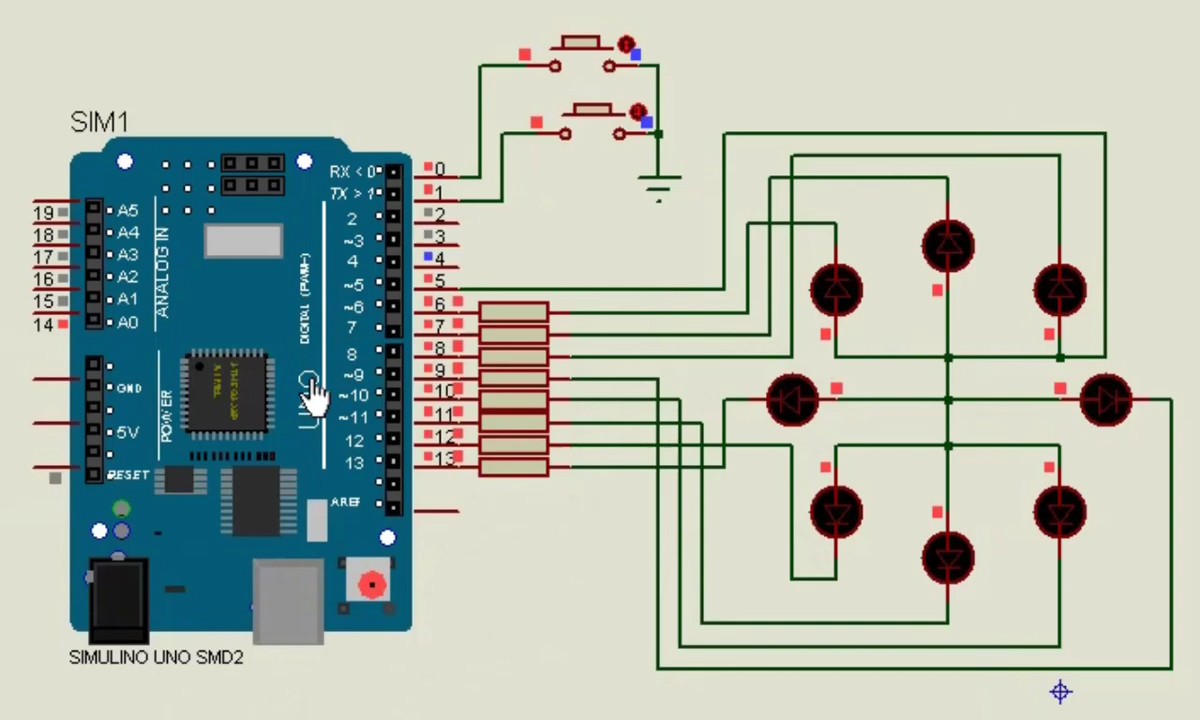 SIM1
RX < 0
TX > 1
2
~3
4
~5
~6
7
8
~9
~10
~11
12
13
AREF
0
1
2
3
4
5
6
7
8
9
10
11
12
13
19
18
17
16
15
14
A5
A4
A3
A2
A1
A0
ANALOG IN
DIGITAL (PWM~)
GND
5V
POWER
RESET
SIMULINO UNO SMD2